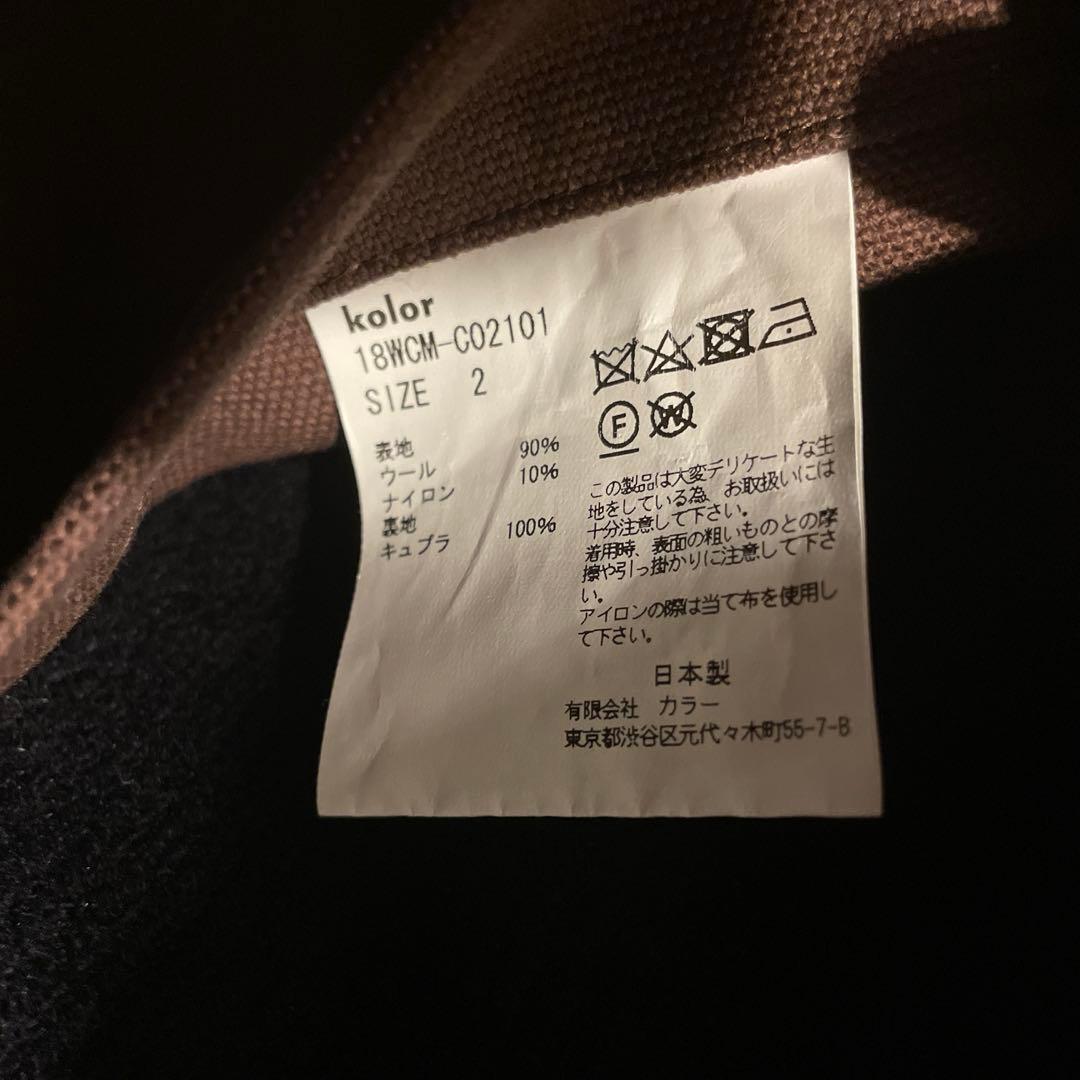 kolor
18WCM-C02101
SIZE 2
表地
ウール 90%
ナイロン 10%
裏地
キュプラ 100%
F
W
この製品は大変デリケートな生
地をしている為、お取扱いには
十分注意して下さい。
着用時、表面の粗いものとの摩
擦や引っ掛かりに注意して下さ
い。
アイロンの際は当て布を使用し
て下さい。
日本製
有限会社 カラー
東京都渋谷区元代々木町55-7-B